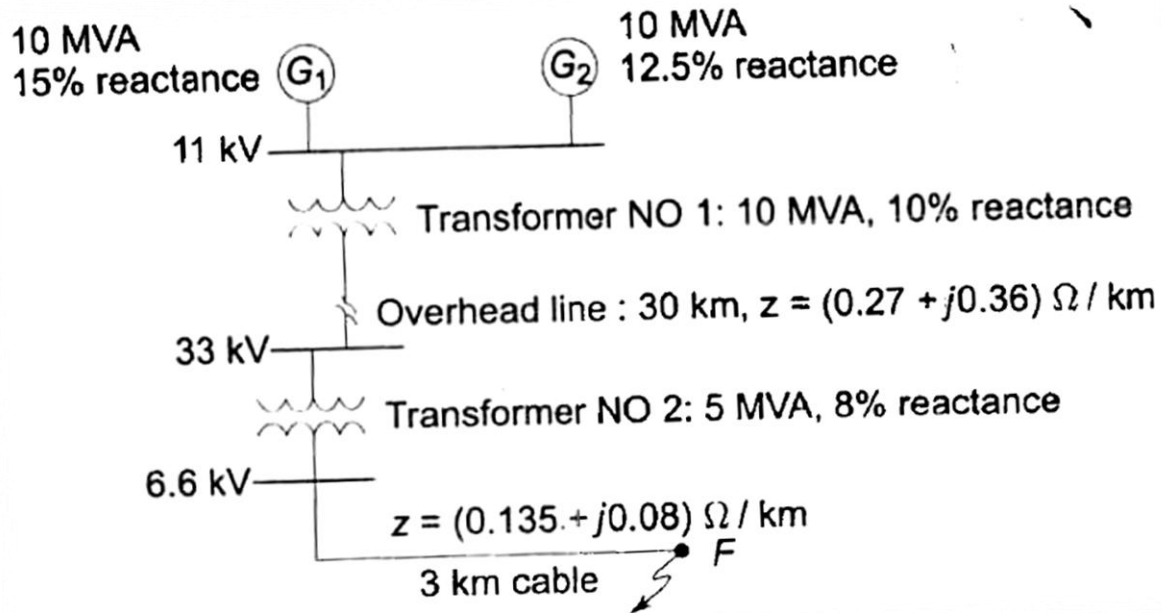 10 MVA
15% reactance
G1
G2
10 MVA
12.5% reactance
11 kV
Transformer NO 1: 10 MVA, 10% reactance
Overhead line : 30 km, z = (0.27 + j0.36) Ω / km
33 kV
Transformer NO 2: 5 MVA, 8% reactance
6.6 kV
z = (0.135 + j0.08) Ω / km
F
3 km cable